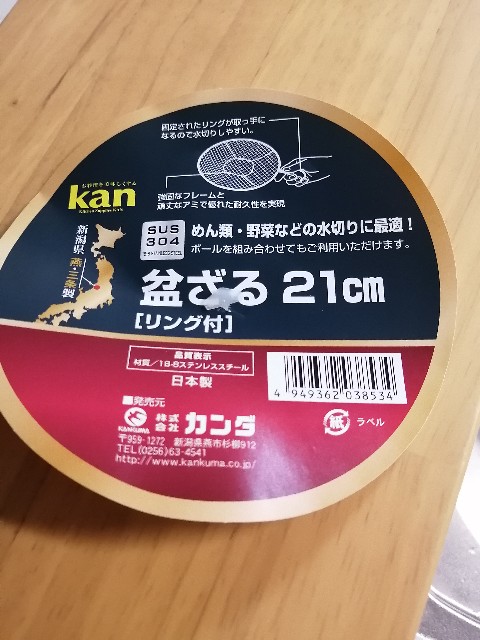 固定されたリングが取っ手に
なるので水切りしやすい。
強固なフレームと
頑丈なアミで優れた耐久性を実現
kan
新潟県
燕・三条製
SUS
304
めん類・野菜などの水切りに最適！
ボールを組み合わせてもご利用いただけます。
盆ざる 21cm
［リング付］
品質表示
材質／18-8ステンレススチール
日本製
4 949362 038534
■発売元
KANKUMA
株式
会社
カンダ
〒959-1272 新潟県燕市杉柳912
TEL(0256)63-4541
http://www.kankuma.co.jp/
紙 ラベル